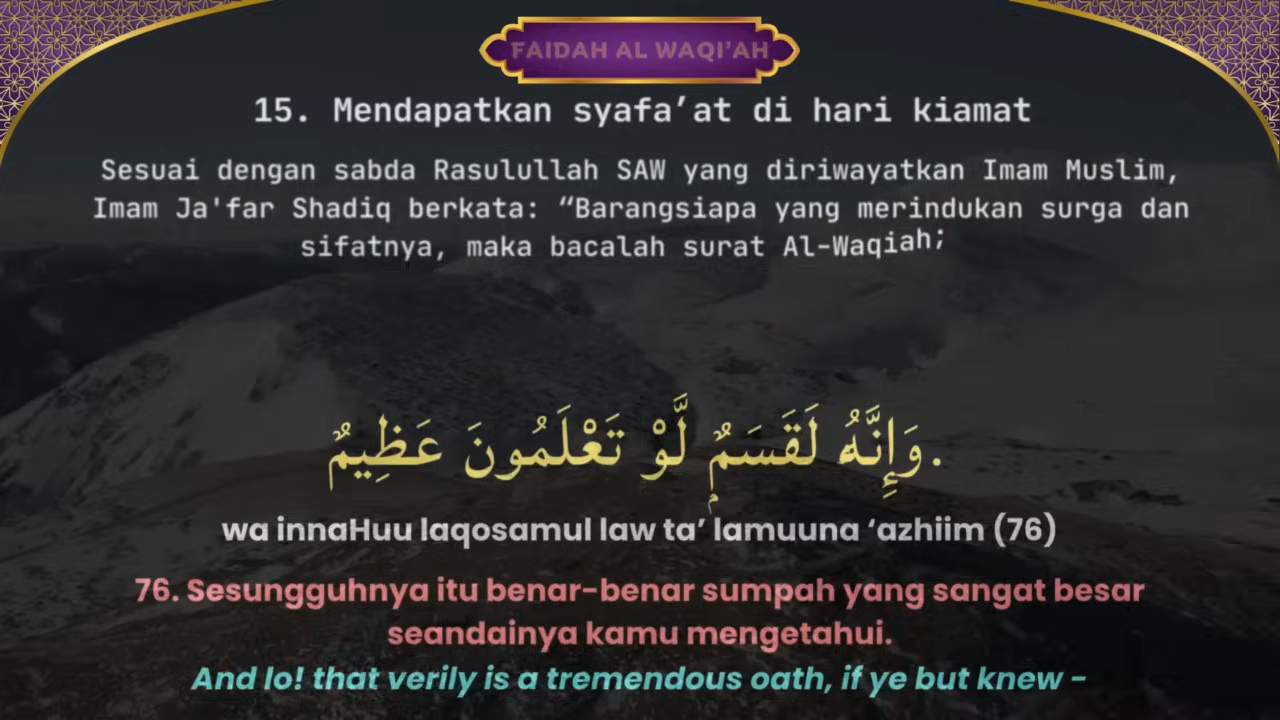 FAIDAH AL WAQI'AH
15. Mendapatkan syafa’at di hari kiamat
Sesuai dengan sabda Rasulullah SAW yang diriwayatkan Imam Muslim,
Imam Ja'far Shadiq berkata: “Barangsiapa yang merindukan surga dan
sifatnya, maka bacalah surat Al-Waqiah;
وَإِنَّهُ لَقَسَمٌ لَّوْ تَعْلَمُونَ عَظِيمٌ.
wa innaHuu laqosamul law ta’ lamuuna ‘azhiim (76)
76. Sesungguhnya itu benar-benar sumpah yang sangat besar
seandainya kamu mengetahui.
And lo! that verily is a tremendous oath, if ye but knew -